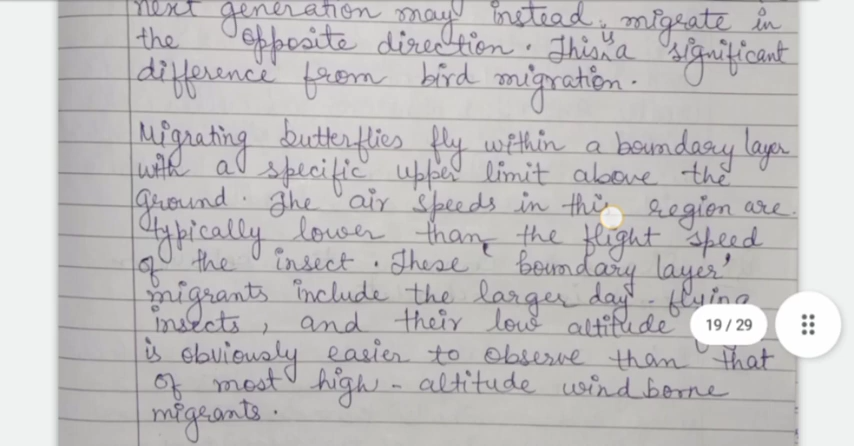 next generation may instead migrate in
the opposite direction. This is a significant
difference from bird migration.
Migrating butterflies fly within a boundary layer
with a specific upper limit above the
ground. The air speeds in this region are.
typically lower than the flight speed
of the insect. These 'boundary layer'
migrants include the larger day-flying
insects, and their low altitude
19 / 29
is obviously easier to observe than that
of most high-altitude windborne
migrants.